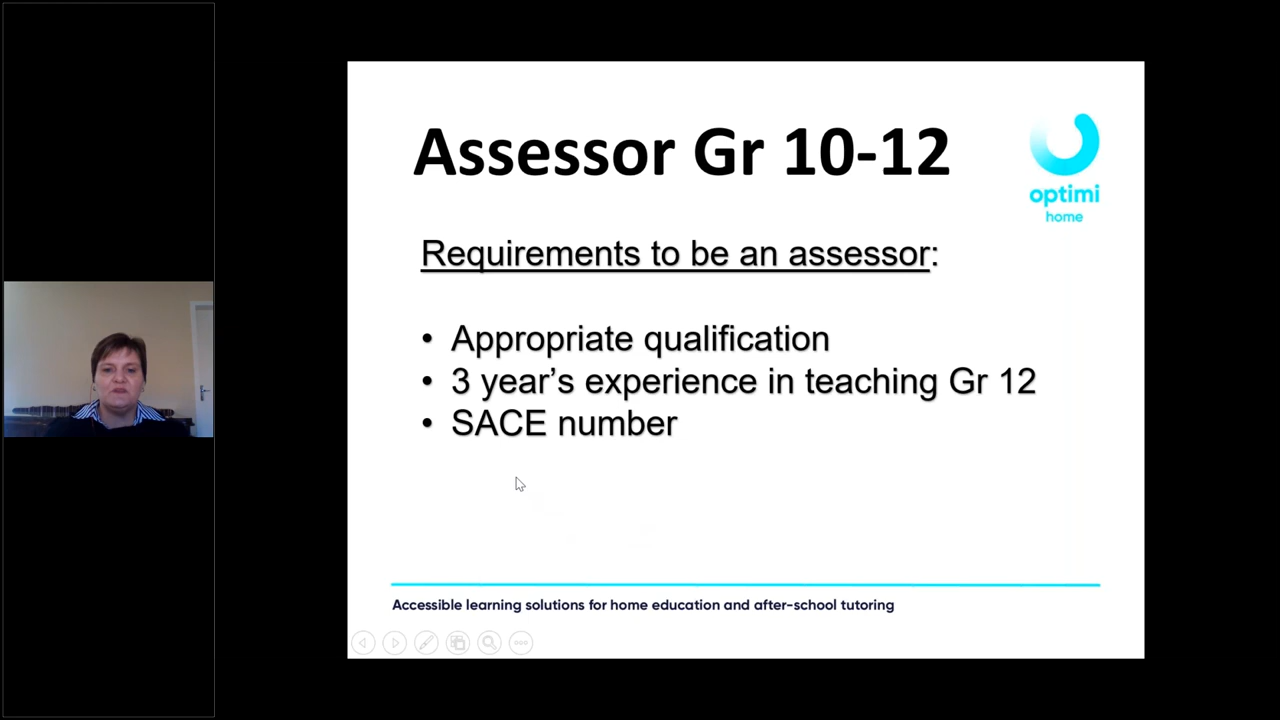 Assessor Gr 10-12
optimi
home
Requirements to be an assessor:
• Appropriate qualification
• 3 year’s experience in teaching Gr 12
• SACE number
Accessible learning solutions for home education and after-school tutoring